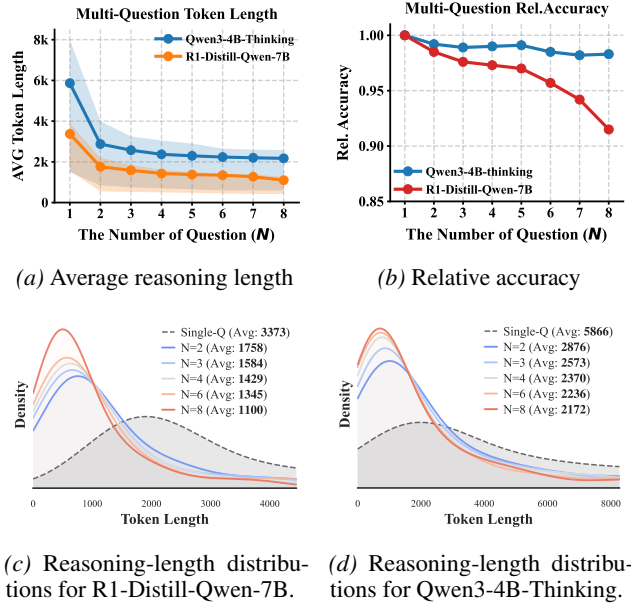 Multi-Question Token Length
AVG Token Length
8k
6k
4k
2k
0
Qwen3-4B-Thinking
R1-Distill-Qwen-7B
1 2 3 4 5 6 7 8
The Number of Question (N)
(a) Average reasoning length
Multi-Question Rel.Accuracy
Rel. Accuracy
1.00
0.95
0.90
0.85
Qwen3-4B-thinking
R1-Distill-Qwen-7B
1 2 3 4 5 6 7 8
The Number of Question (N)
(b) Relative accuracy
Density
Single-Q (Avg: 3373)
N=2 (Avg: 1758)
N=3 (Avg: 1584)
N=4 (Avg: 1429)
N=6 (Avg: 1345)
N=8 (Avg: 1100)
0 1000 2000 3000 4000
Token Length
(c) Reasoning-length distribu-
tions for R1-Distill-Qwen-7B.
Density
Single-Q (Avg: 5866)
N=2 (Avg: 2876)
N=3 (Avg: 2573)
N=4 (Avg: 2370)
N=6 (Avg: 2236)
N=8 (Avg: 2172)
0 2000 4000 6000 8000
Token Length
(d) Reasoning-length distribu-
tions for Qwen3-4B-Thinking.